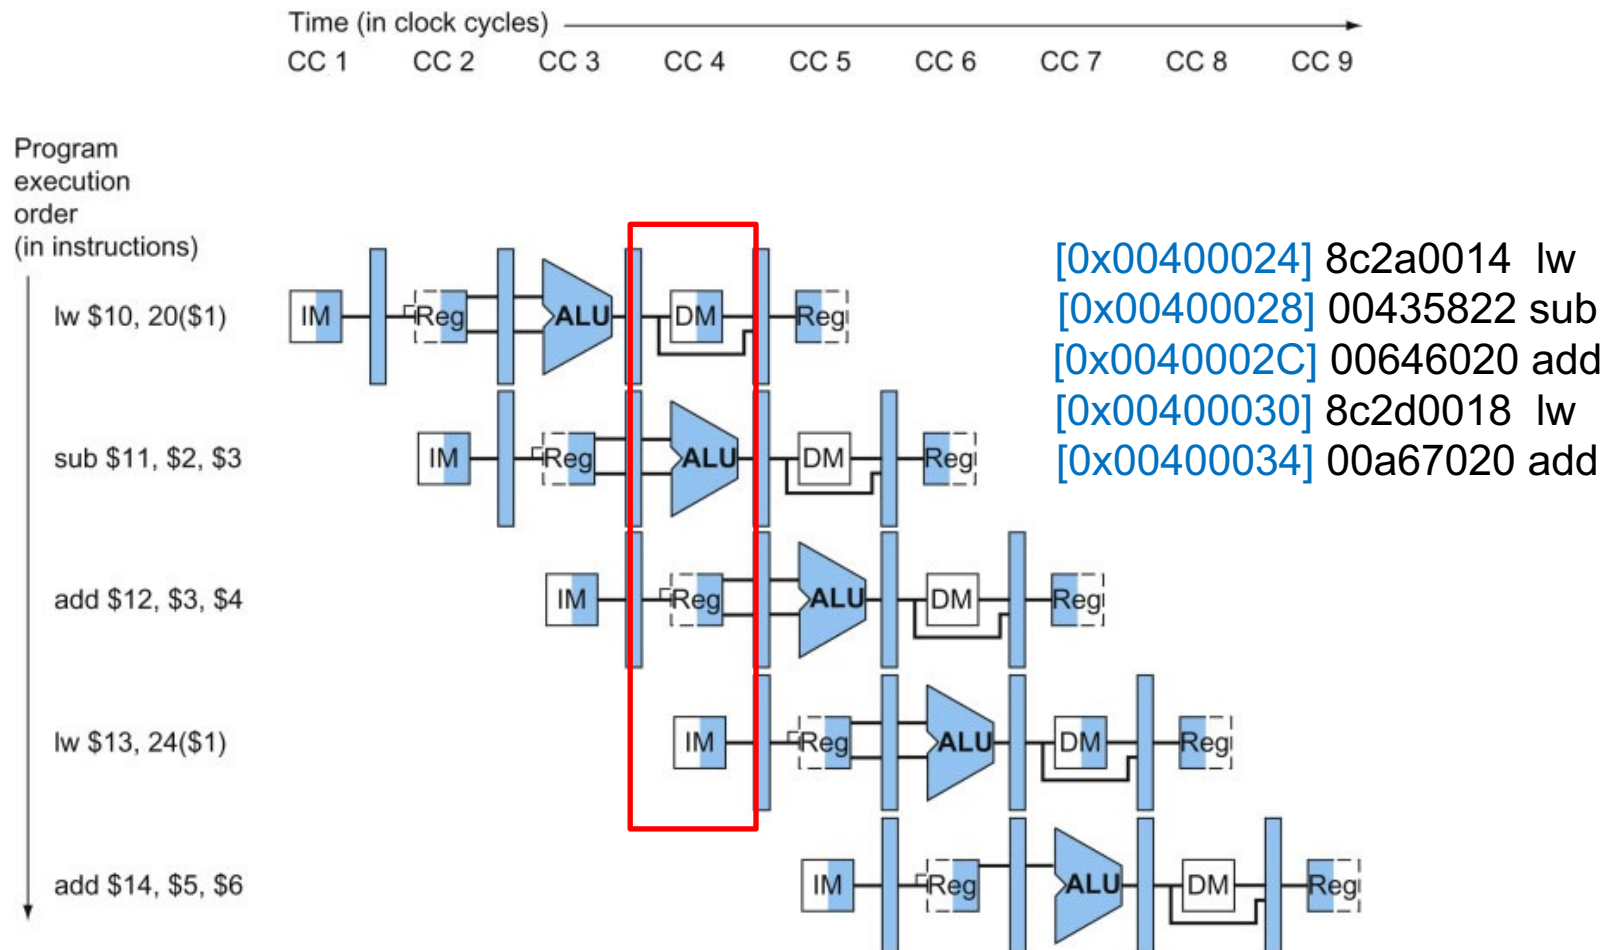 Time (in clock cycles)
CC 1 CC 2 CC 3 CC 4 CC 5 CC 6 CC 7 CC 8 CC 9
Program
execution
order
(in instructions)
lw $10, 20($1) IM Reg ALU DM Reg
sub $11, $2, $3 IM Reg ALU DM Reg
add $12, $3, $4 IM Reg ALU DM Reg
lw $13, 24($1) IM Reg ALU DM Reg
add $14, $5, $6 IM Reg ALU DM Reg
[0x00400024] 8c2a0014 lw
[0x00400028] 00435822 sub
[0x0040002C] 00646020 add
[0x00400030] 8c2d0018 lw
[0x00400034] 00a67020 add